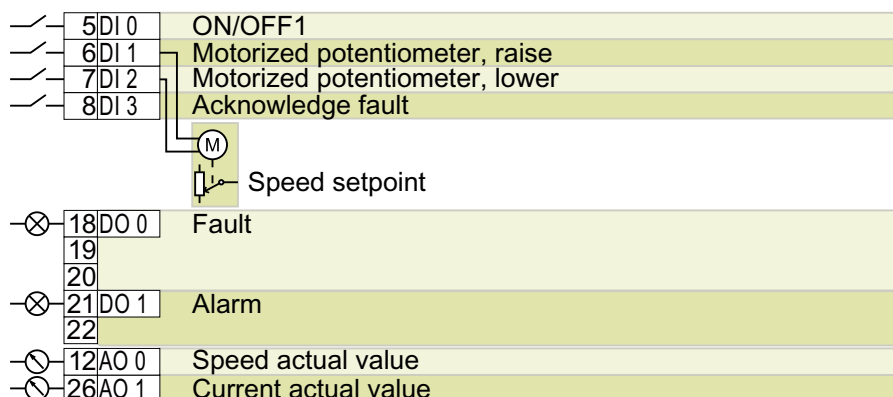 5 DI 0 ON/OFF1
6 DI 1 Motorized potentiometer, raise
7 DI 2 Motorized potentiometer, lower
8 DI 3 Acknowledge fault
M
Speed setpoint
18 DO 0 Fault
19
20
21 DO 1 Alarm
22
12 AO 0 Speed actual value
26 AO 1 Current actual value